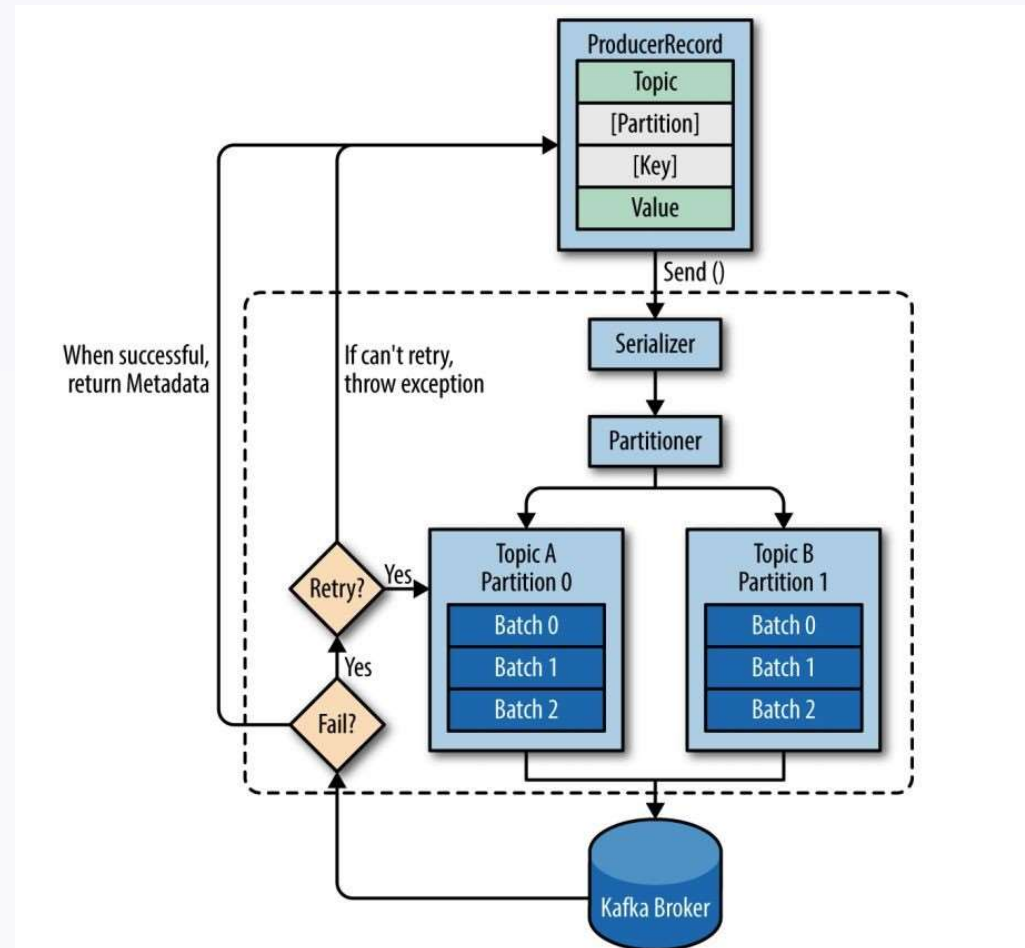 ProducerRecord
Topic
[Partition]
[Key]
Value
Send ()
When successful,
return Metadata
If can't retry,
throw exception
Serializer
Partitioner
Topic A
Partition 0
Batch 0
Batch 1
Batch 2
Topic B
Partition 1
Batch 0
Batch 1
Batch 2
Retry?
Yes
Yes
Fail?
Kafka Broker